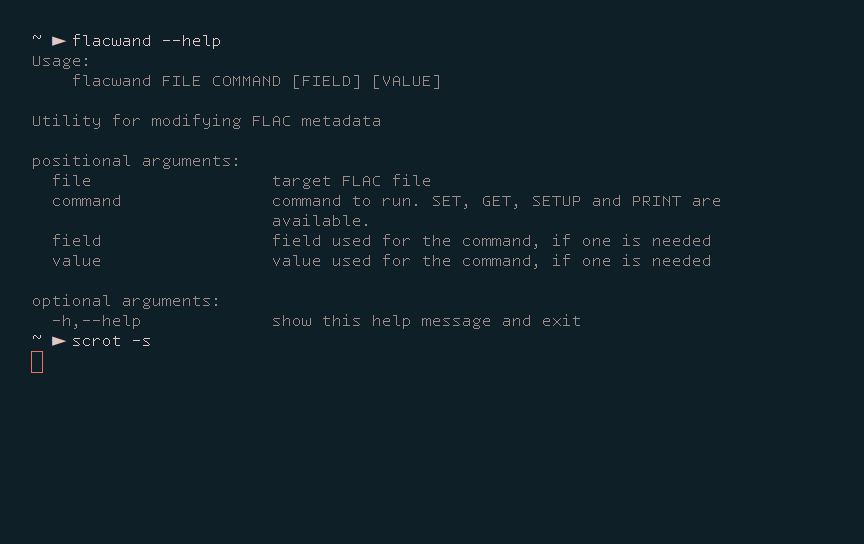 ~ ► flacwand --help
Usage:
    flacwand FILE COMMAND [FIELD] [VALUE]

Utility for modifying FLAC metadata

positional arguments:
  file                  target FLAC file
  command               command to run. SET, GET, SETUP and PRINT are
                        available.
  field                 field used for the command, if one is needed
  value                 value used for the command, if one is needed

optional arguments:
  -h,--help             show this help message and exit
~ ► scrot -s